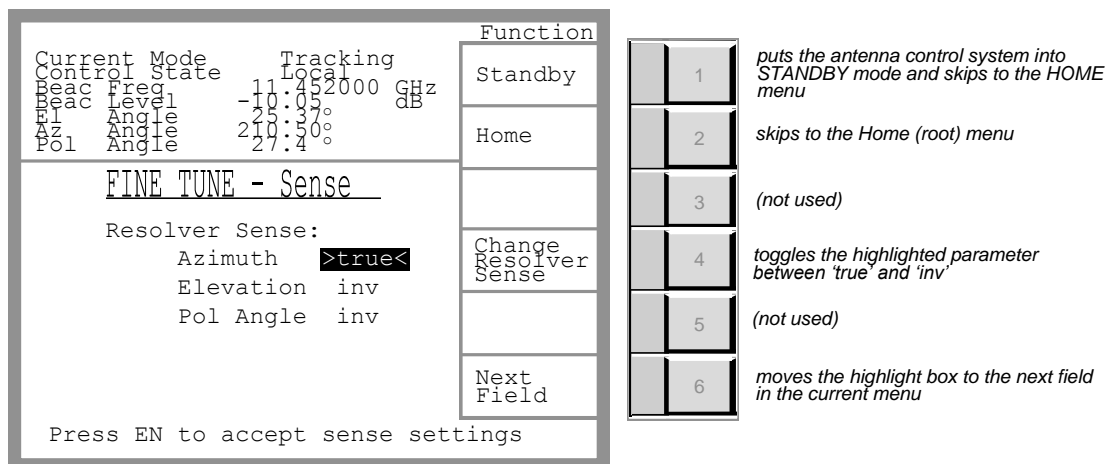 Function
Current Mode Tracking
Control State Local
Beac Freq 11.452000 GHz
Beac Level -10.05 dB
El Angle 25.37°
Az Angle 210.50°
Pol Angle 27.4 °
Standby
Home
FINE TUNE - Sense
Resolver Sense:
Azimuth >true<
Elevation inv
Pol Angle inv
Change
Resolver
Sense
Next
Field
Press EN to accept sense settings
1
puts the antenna control system into
STANDBY mode and skips to the HOME
menu
2
skips to the Home (root) menu
3
(not used)
4
toggles the highlighted parameter
between ‘true’ and ‘inv’
5
(not used)
6
moves the highlight box to the next field
in the current menu